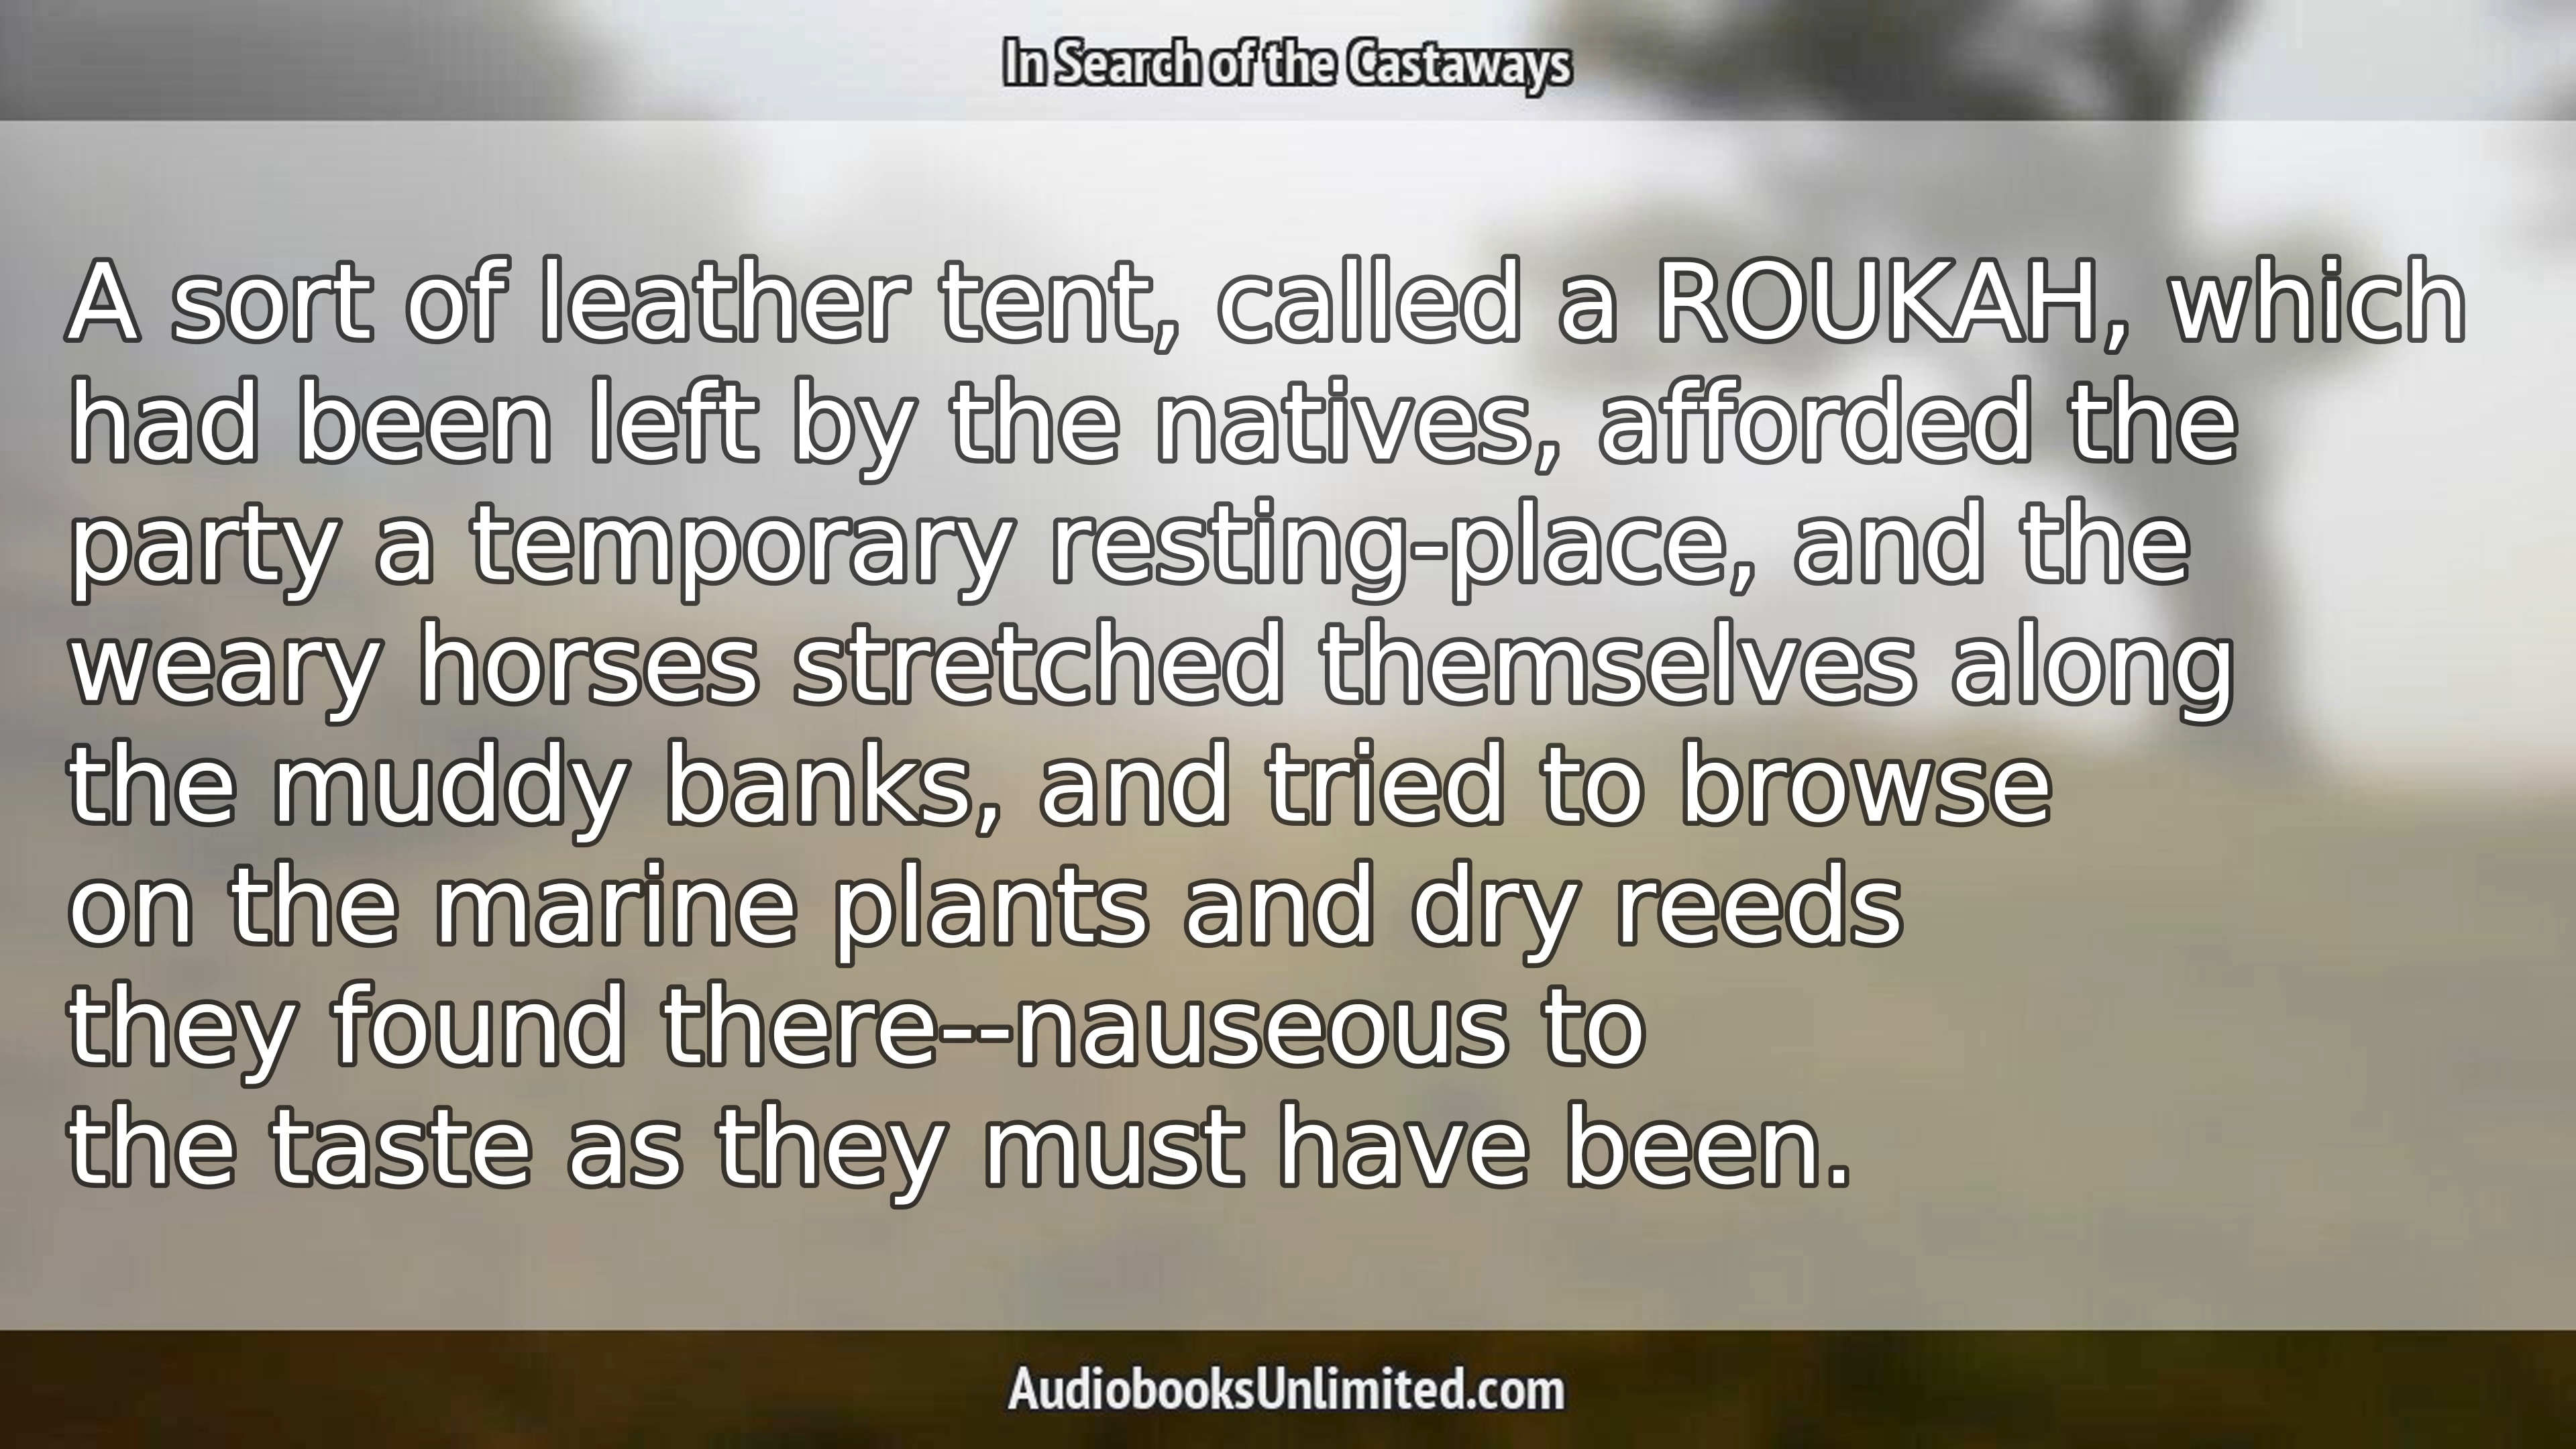 In Search of the Castaways
A sort of leather tent, called a ROUKAH, which
had been left by the natives, afforded the
party a temporary resting-place, and the
weary horses stretched themselves along
the muddy banks, and tried to browse
on the marine plants and dry reeds
they found there--nauseous to
the taste as they must have been.
AudiobooksUnlimited.com